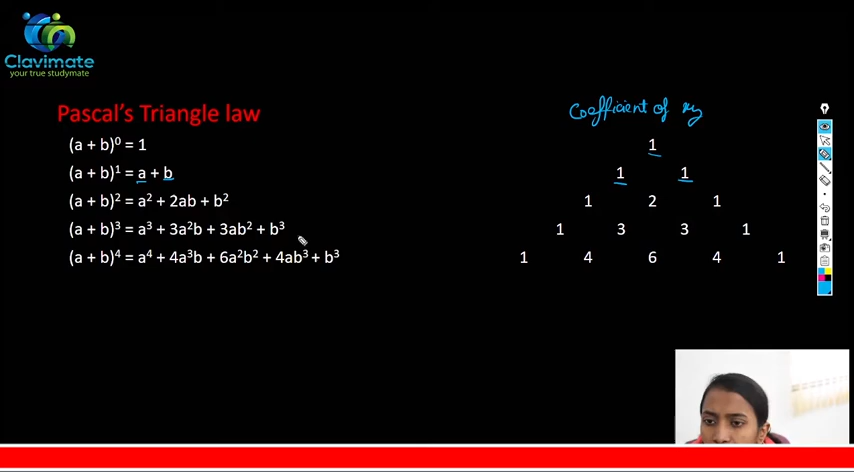 Clavimate
your true studymate
Pascal's Triangle law
Coefficient of xy
(a + b)⁰ = 1
1
(a + b)¹ = a + b
1 1
(a + b)² = a² + 2ab + b²
1 2 1
(a + b)³ = a³ + 3a²b + 3ab² + b³
1 3 3 1
(a + b)⁴ = a⁴ + 4a³b + 6a²b² + 4ab³ + b³
1 4 6 4 1